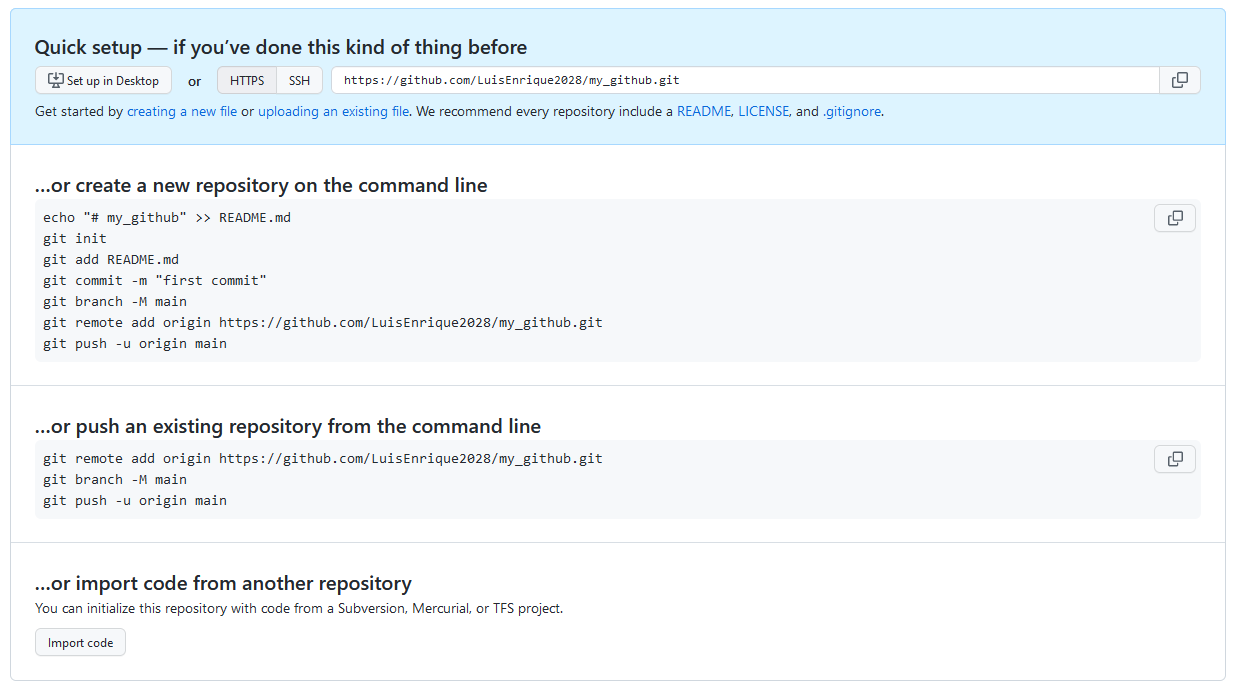 Quick setup — if you’ve done this kind of thing before
Set up in Desktop or HTTPS SSH https://github.com/LuisEnrique2028/my_github.git
Get started by creating a new file or uploading an existing file. We recommend every repository include a README, LICENSE, and .gitignore.
…or create a new repository on the command line
echo "# my_github" >> README.md
git init
git add README.md
git commit -m "first commit"
git branch -M main
git remote add origin https://github.com/LuisEnrique2028/my_github.git
git push -u origin main
…or push an existing repository from the command line
git remote add origin https://github.com/LuisEnrique2028/my_github.git
git branch -M main
git push -u origin main
…or import code from another repository
You can initialize this repository with code from a Subversion, Mercurial, or TFS project.
Import code